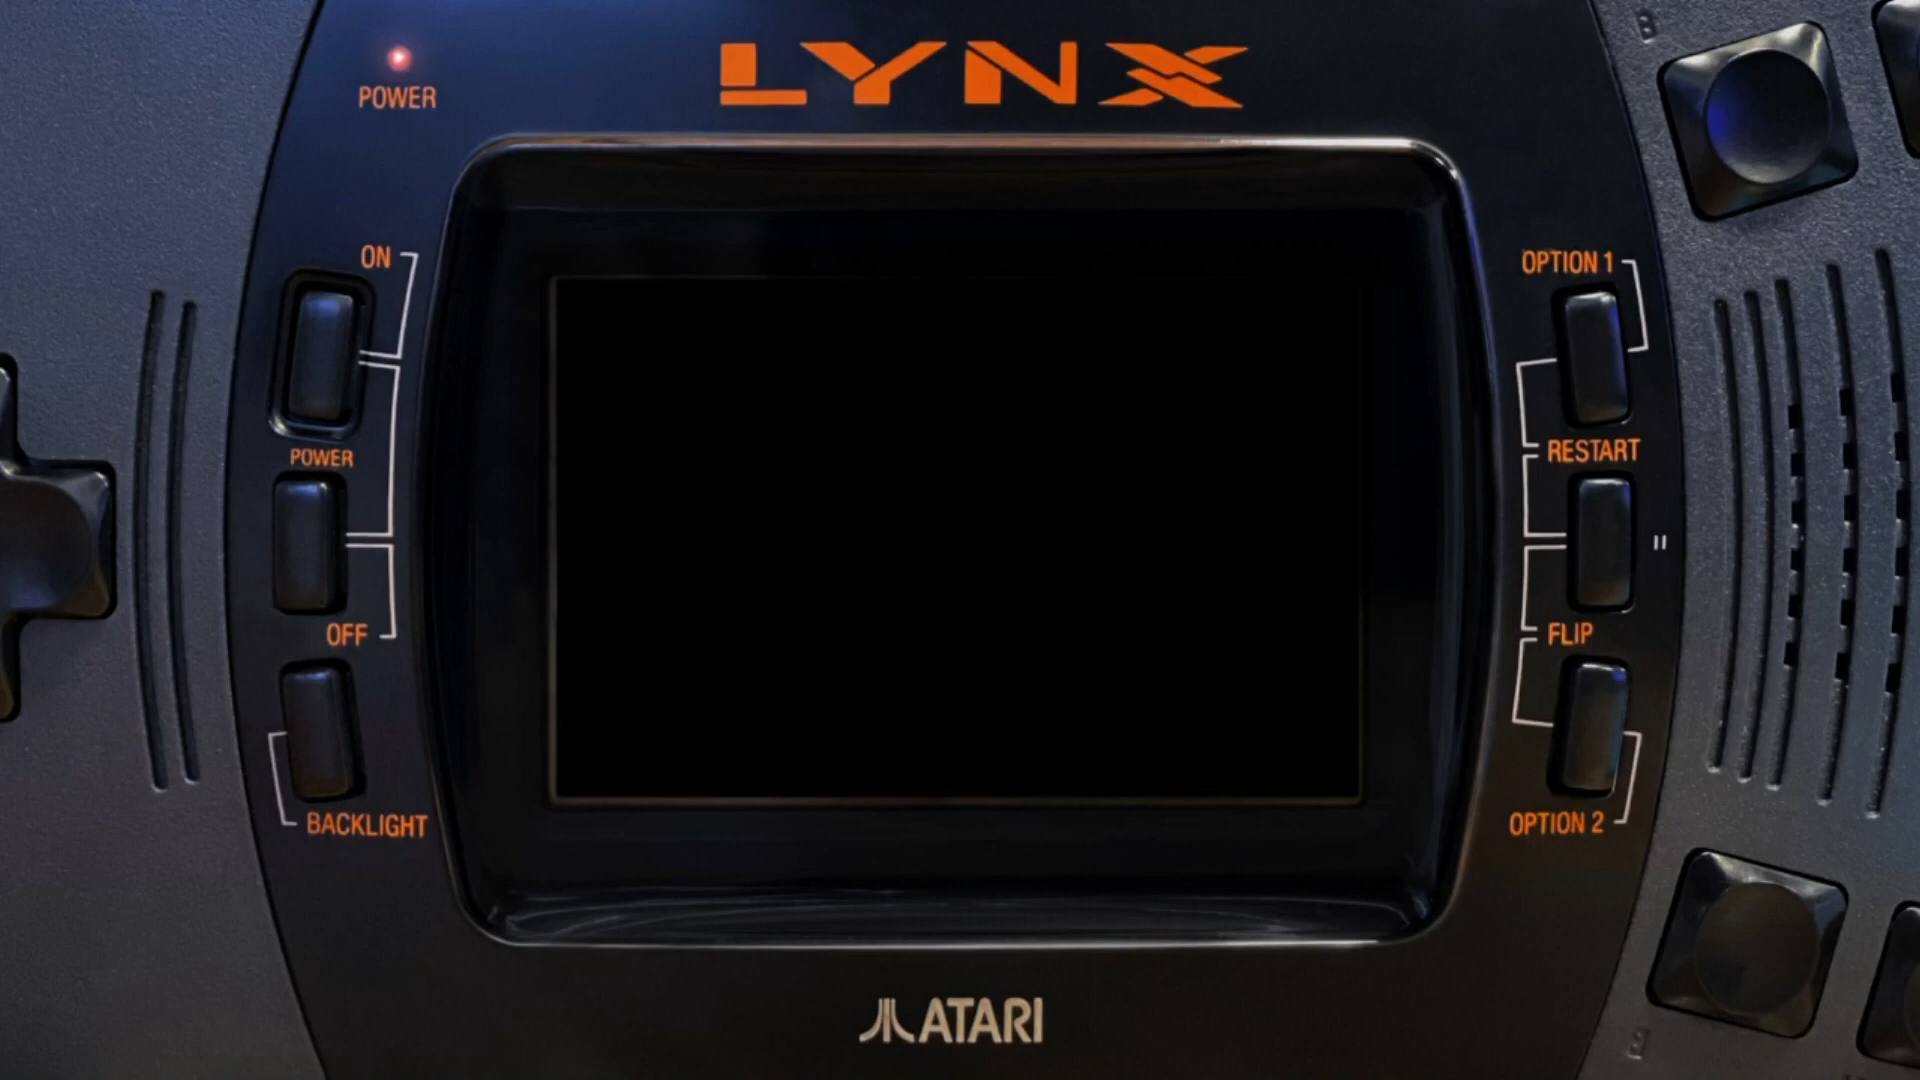 LYNX
POWER
ON
POWER
OFF
BACKLIGHT
OPTION 1
RESTART
FLIP
OPTION 2
ATARI
B